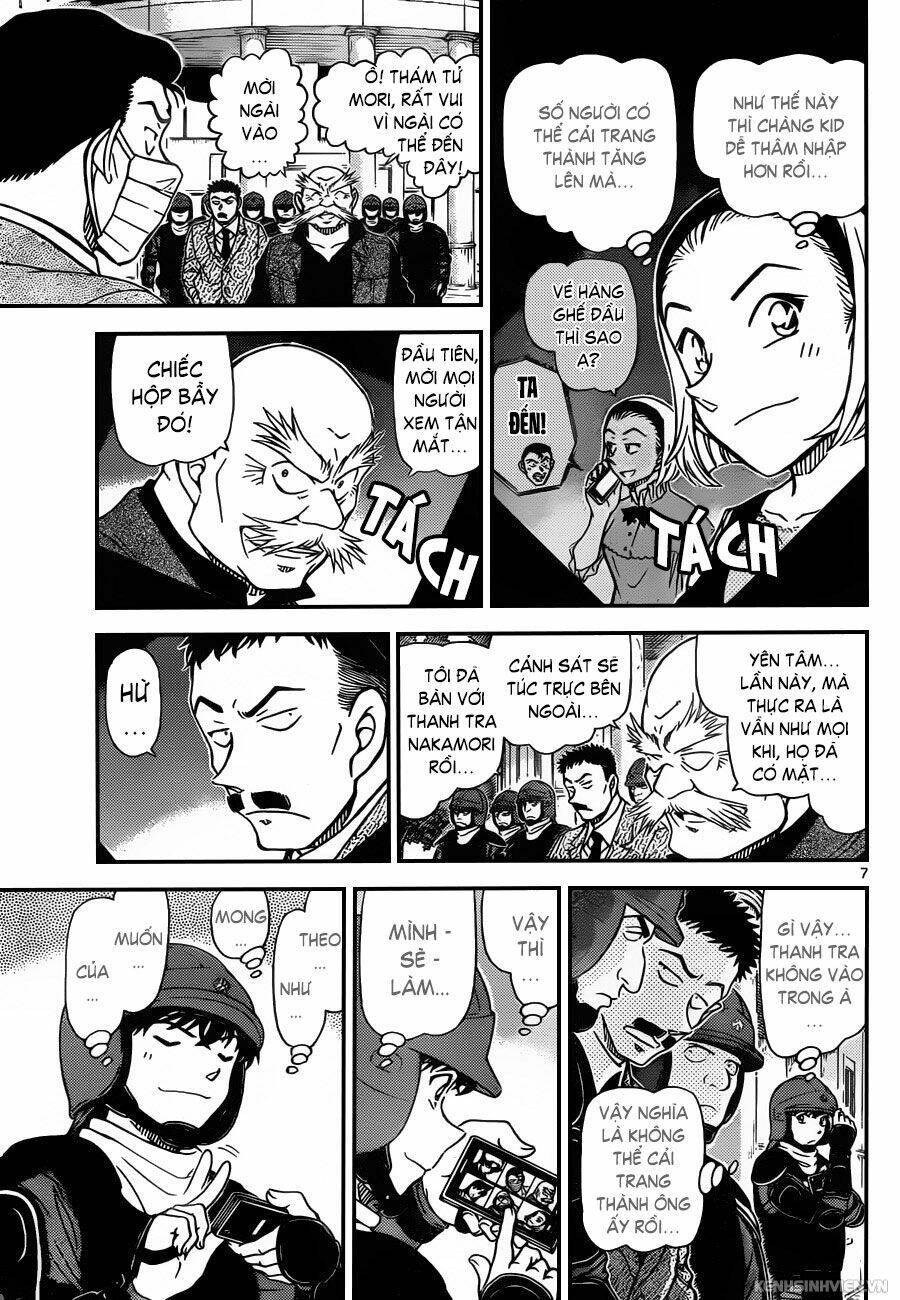 NHƯ THẾ NÀY
THÌ CHÀNG KID
DỄ THÂM NHẬP
HƠN RỒI...
SỐ NGƯỜI CÓ
THỂ CẢI TRANG
THÀNH TĂNG
LÊN MÀ...
VÉ HÀNG
GHẾ ĐẦU
THÌ SAO
Ạ?
TA
ĐẾN!
TÁCH
Ồ! THÁM TỬ
MORI, RẤT VUI
VÌ NGÀI CÓ
THỂ ĐẾN
ĐÂY!
MỜI
NGÀI
VÀO
...
ĐẦU TIÊN,
MỜI MỌI
NGƯỜI
XEM TẬN
MẮT...
CHIẾC
HỘP BẪY
ĐÓ!
TÁCH
YÊN TÂM...
LẦN NÀY, MÀ
THỰC RA LÀ
VẪN NHƯ MỌI
KHI, HỌ ĐÃ
CÓ MẶT...
CẢNH SÁT SẼ
TÚC TRỰC BÊN
NGOÀI...
TÔI ĐÃ
BÀN VỚI
THANH TRA
NAKAMORI
RỒI...
HỪ
...
7
GÌ VẬY...
THANH TRA
KHÔNG VÀO
TRONG À
...
VẬY NGHĨA
LÀ KHÔNG
THỂ CẢI
TRANG
THÀNH ÔNG
ẤY RỒI...
VẬY
THÌ
...
MÌNH -
SẼ -
LÀM...
THEO
...
NHƯ
...
MONG
...
MUỐN
...
CỦA
...
KENHSINHVIEN.VN